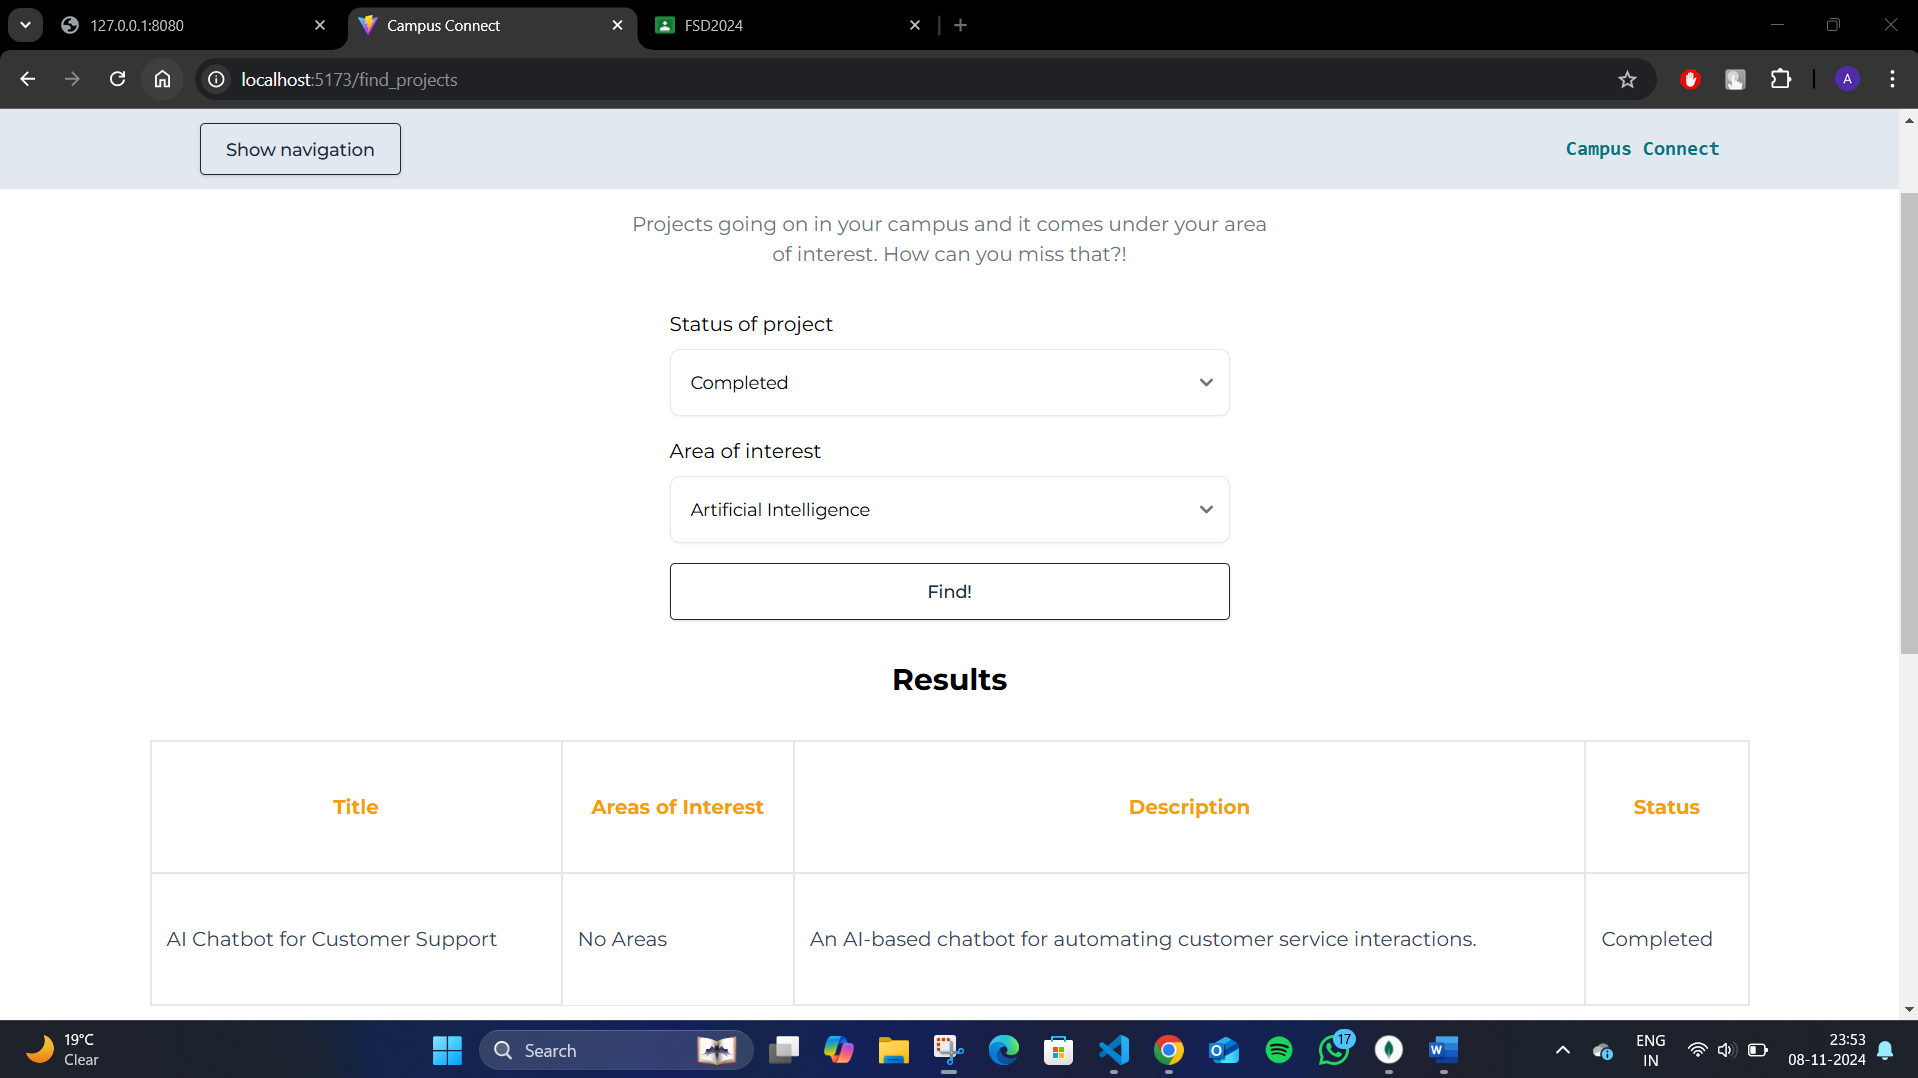 127.0.0.1:8080
Campus Connect
FSD2024
localhost:5173/find_projects
A
Show navigation
Campus Connect
Projects going on in your campus and it comes under your area
of interest. How can you miss that?!
Status of project
Completed
Area of interest
Artificial Intelligence
Find!
Results
Title Areas of Interest Description Status
AI Chatbot for Customer Support No Areas An AI-based chatbot for automating customer service interactions. Completed
19°C
Clear
Search
17
ENG
IN
23:53
08-11-2024